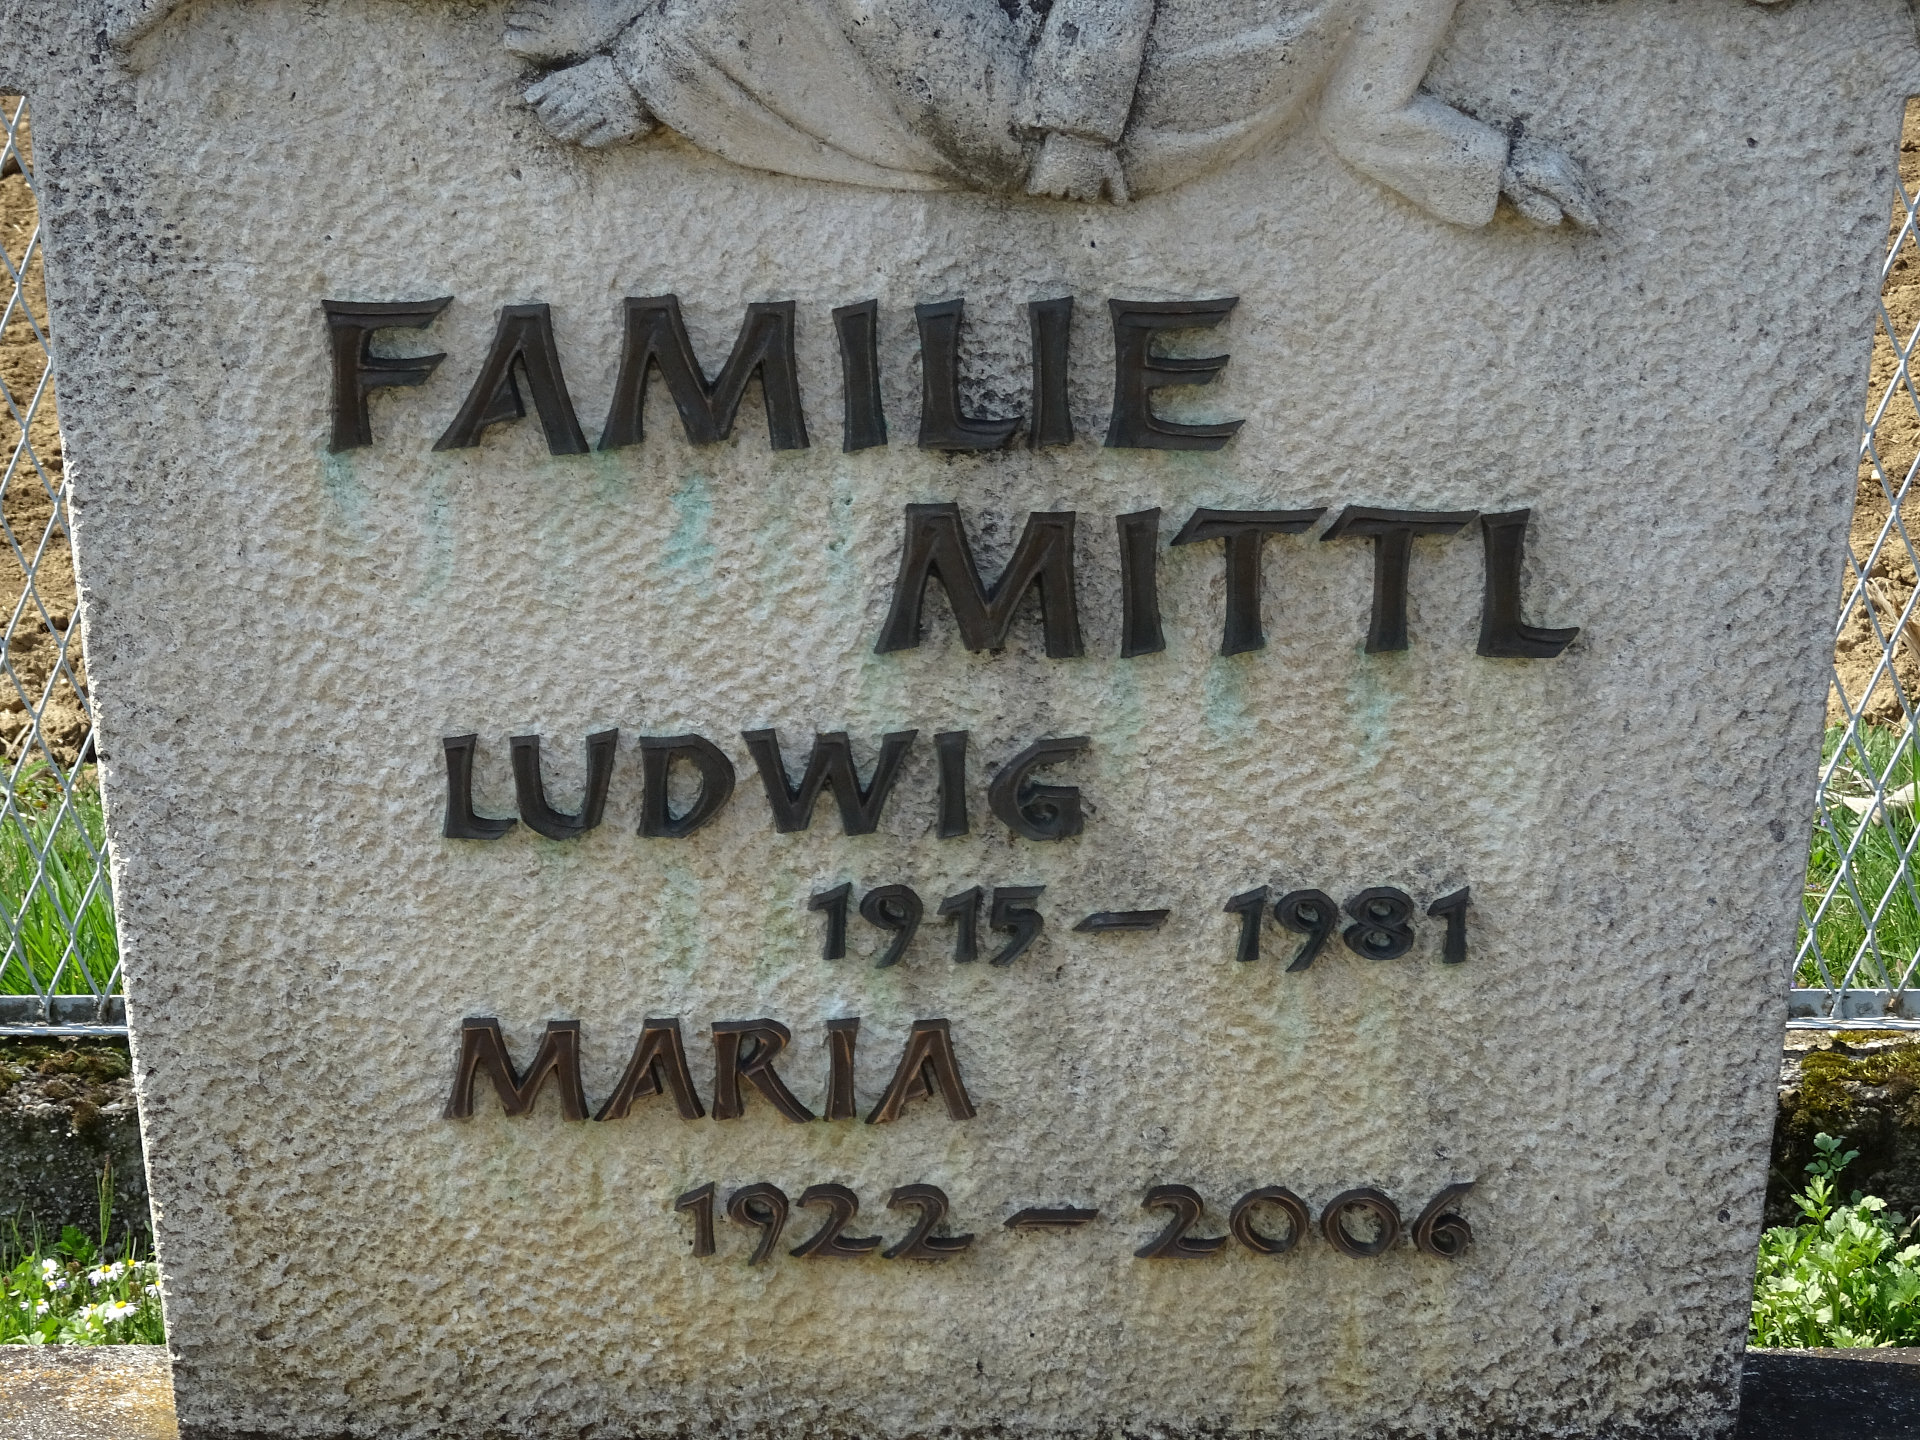 FAMILIE
MITTL
LUDWIG
1915 – 1981
MARIA
1922 – 2006